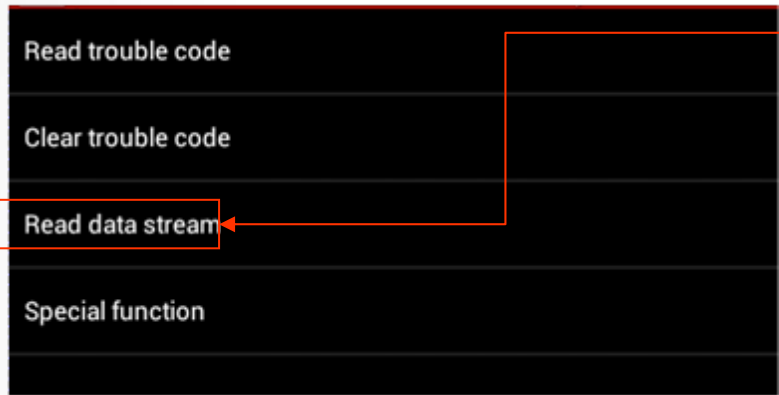 Read trouble code
Clear trouble code
Read data stream
Special function